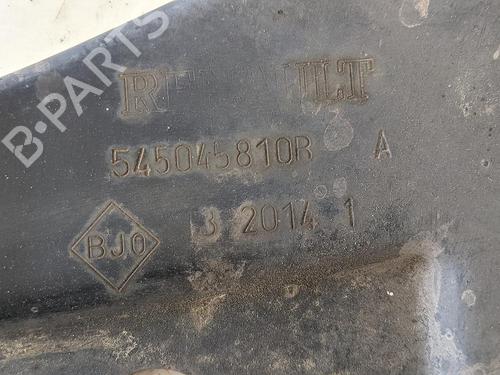 B-PARTS
RENAULT
545045810R A
3 2014 1
BJO